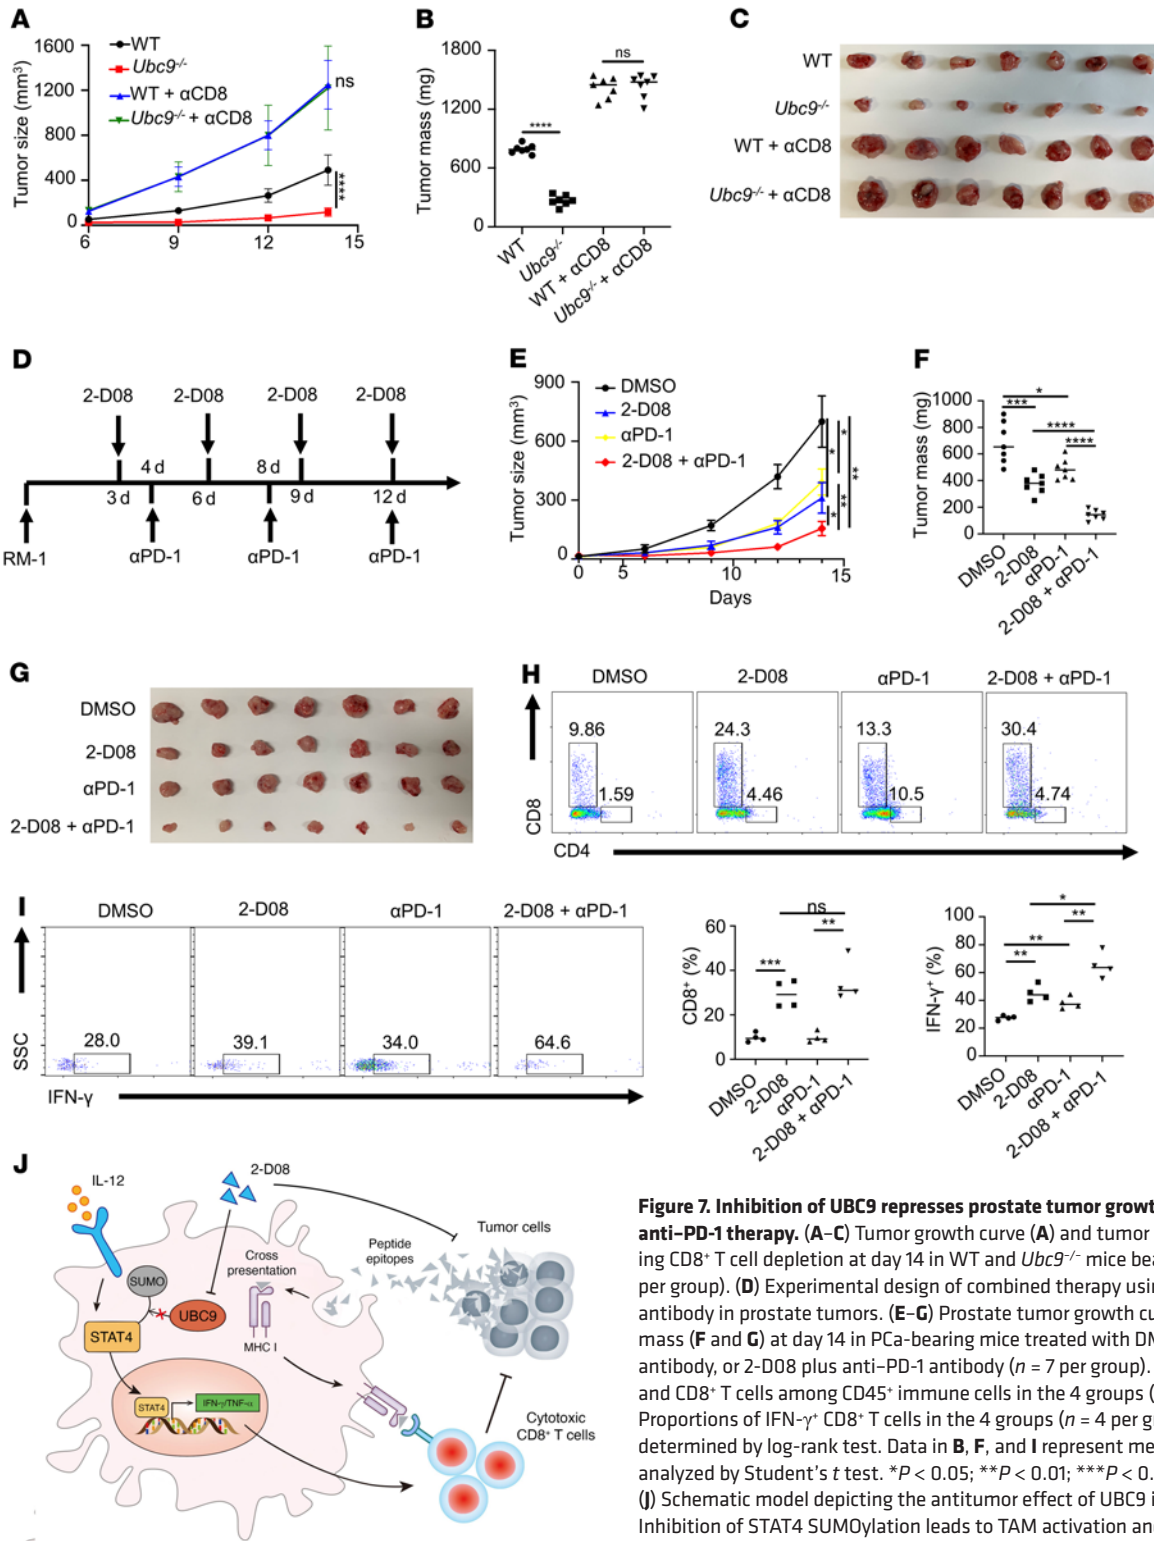 A
Tumor size (mm³)
1600
1200
800
400
0
6
9
12
15
WT
Ubc9⁻/⁻
WT + αCD8
Ubc9⁻/⁻ + αCD8
ns
****
B
Tumor mass (mg)
1800
1200
600
0
****
ns
WT
Ubc9⁻/⁻
WT + αCD8
Ubc9⁻/⁻ + αCD8
C
WT
Ubc9⁻/⁻
WT + αCD8
Ubc9⁻/⁻ + αCD8
D
2-D08 2-D08 2-D08 2-D08
4 d 8 d
3 d 6 d 9 d 12 d
RM-1 αPD-1 αPD-1 αPD-1
E
Tumor size (mm³)
900
600
300
0
0 5 10 15
Days
DMSO
2-D08
αPD-1
2-D08 + αPD-1
*
*
**
**
*
F
Tumor mass (mg)
1000
800
600
400
200
0
*
***
****
****
DMSO
2-D08
αPD-1
2-D08 + αPD-1
G
DMSO
2-D08
αPD-1
2-D08 + αPD-1
H
DMSO 2-D08 αPD-1 2-D08 + αPD-1
9.86 24.3 13.3 30.4
1.59 4.46 10.5 4.74
CD8
CD4
I
DMSO 2-D08 αPD-1 2-D08 + αPD-1
28.0 39.1 34.0 64.6
SSC
IFN-γ
CD8⁺ (%)
60
40
20
0
ns
**
***
DMSO
2-D08
αPD-1
2-D08 + αPD-1
IFN-γ⁺ (%)
100
80
60
40
20
0
*
**
**
**
DMSO
2-D08
αPD-1
2-D08 + αPD-1
J
IL-12
2-D08
SUMO
UBC9
STAT4
Cross
presentation
MHC I
Peptide
epitopes
Tumor cells
STAT4
IFN-γ/TNF-α
Cytotoxic
CD8⁺ T cells
Figure 7. Inhibition of UBC9 represses prostate tumor growt
anti–PD-1 therapy. (A–C) Tumor growth curve (A) and tumor
ing CD8⁺ T cell depletion at day 14 in WT and Ubc9⁻/⁻ mice bea
per group). (D) Experimental design of combined therapy usin
antibody in prostate tumors. (E–G) Prostate tumor growth cu
mass (F and G) at day 14 in PCa-bearing mice treated with DM
antibody, or 2-D08 plus anti–PD-1 antibody (n = 7 per group).
and CD8⁺ T cells among CD45⁺ immune cells in the 4 groups (
Proportions of IFN-γ⁺ CD8⁺ T cells in the 4 groups (n = 4 per g
determined by log-rank test. Data in B, F, and I represent me
analyzed by Student's t test. *P < 0.05; **P < 0.01; ***P < 0.
(J) Schematic model depicting the antitumor effect of UBC9 i
Inhibition of STAT4 SUMOylation leads to TAM activation an